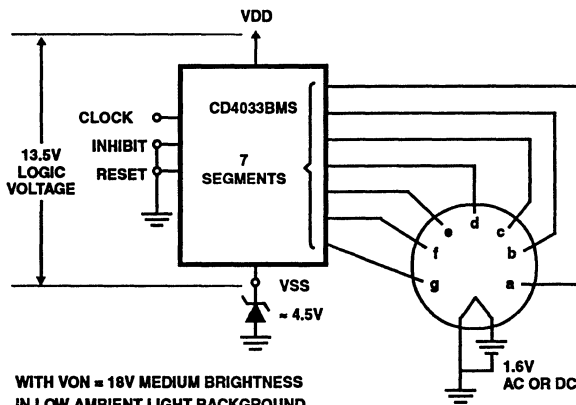 VDD
CD4033BMS
7
SEGMENTS
CLOCK
INHIBIT
RESET
13.5V
LOGIC
VOLTAGE
VSS
≈ 4.5V
a
b
c
d
e
f
g
1.6V
AC OR DC
WITH VON = 18V MEDIUM BRIGHTNESS
IN LOW AMBIENT LIGHT BACKGROUND